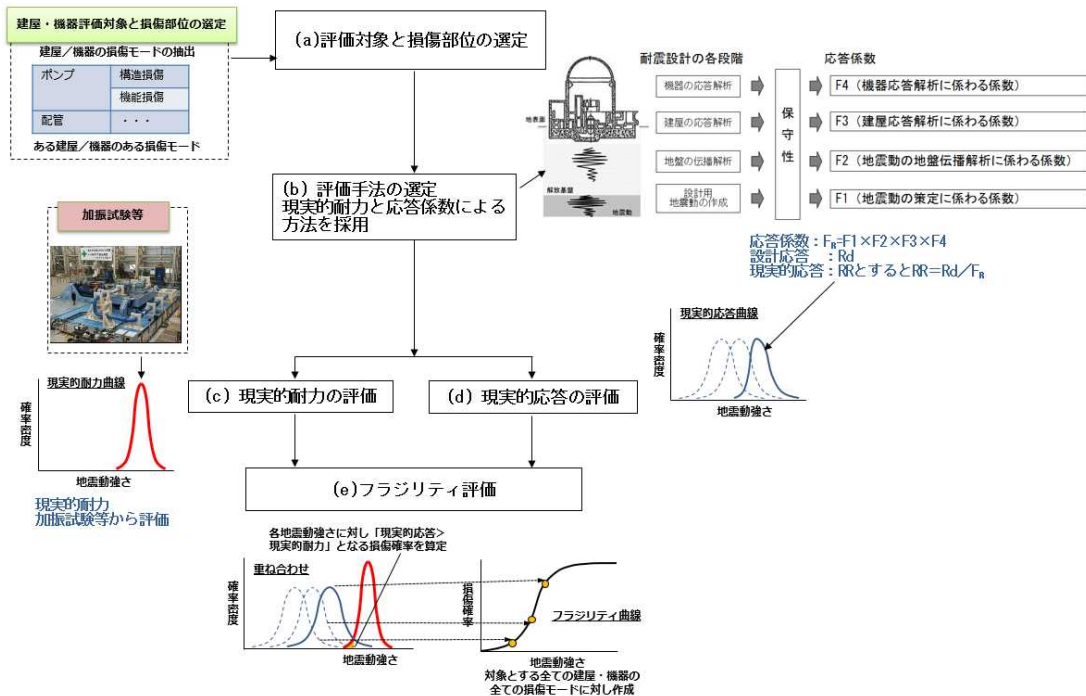 建屋・機器評価対象と損傷部位の選定
建屋／機器の損傷モードの抽出
ポンプ
構造損傷
機能損傷
配管
・・・
ある建屋/機器のある損傷モード
(a)評価対象と損傷部位の選定
(b) 評価手法の選定
現実的耐力と応答係数による
方法を採用
耐震設計の各段階
応答係数
機器の応答解析
建屋の応答解析
地盤の伝播解析
設計用
地震動の作成
保守性
F4（機器応答解析に係わる係数）
F3（建屋応答解析に係わる係数）
F2（地震動の地盤伝播解析に係わる係数）
F1（地震動の策定に係わる係数）
地表面
解放基盤
地震動
応答係数：FR=F1×F2×F3×F4
設計応答　：Rd
現実的応答：RRとするとRR＝Rd／FR
加振試験等
現実的耐力曲線
確率密度
地震動強さ
現実的耐力
加振試験等から評価
(c) 現実的耐力の評価
(d) 現実的応答の評価
現実的応答曲線
確率密度
地震動強さ
(e)フラジリティ評価
各地震動強さに対し「現実的応答＞
現実的耐力」となる損傷確率を算定
重ね合わせ
確率密度
地震動強さ
損傷確率
フラジリティ曲線
地震動強さ
対象とする全ての建屋・機器の
全ての損傷モードに対し作成